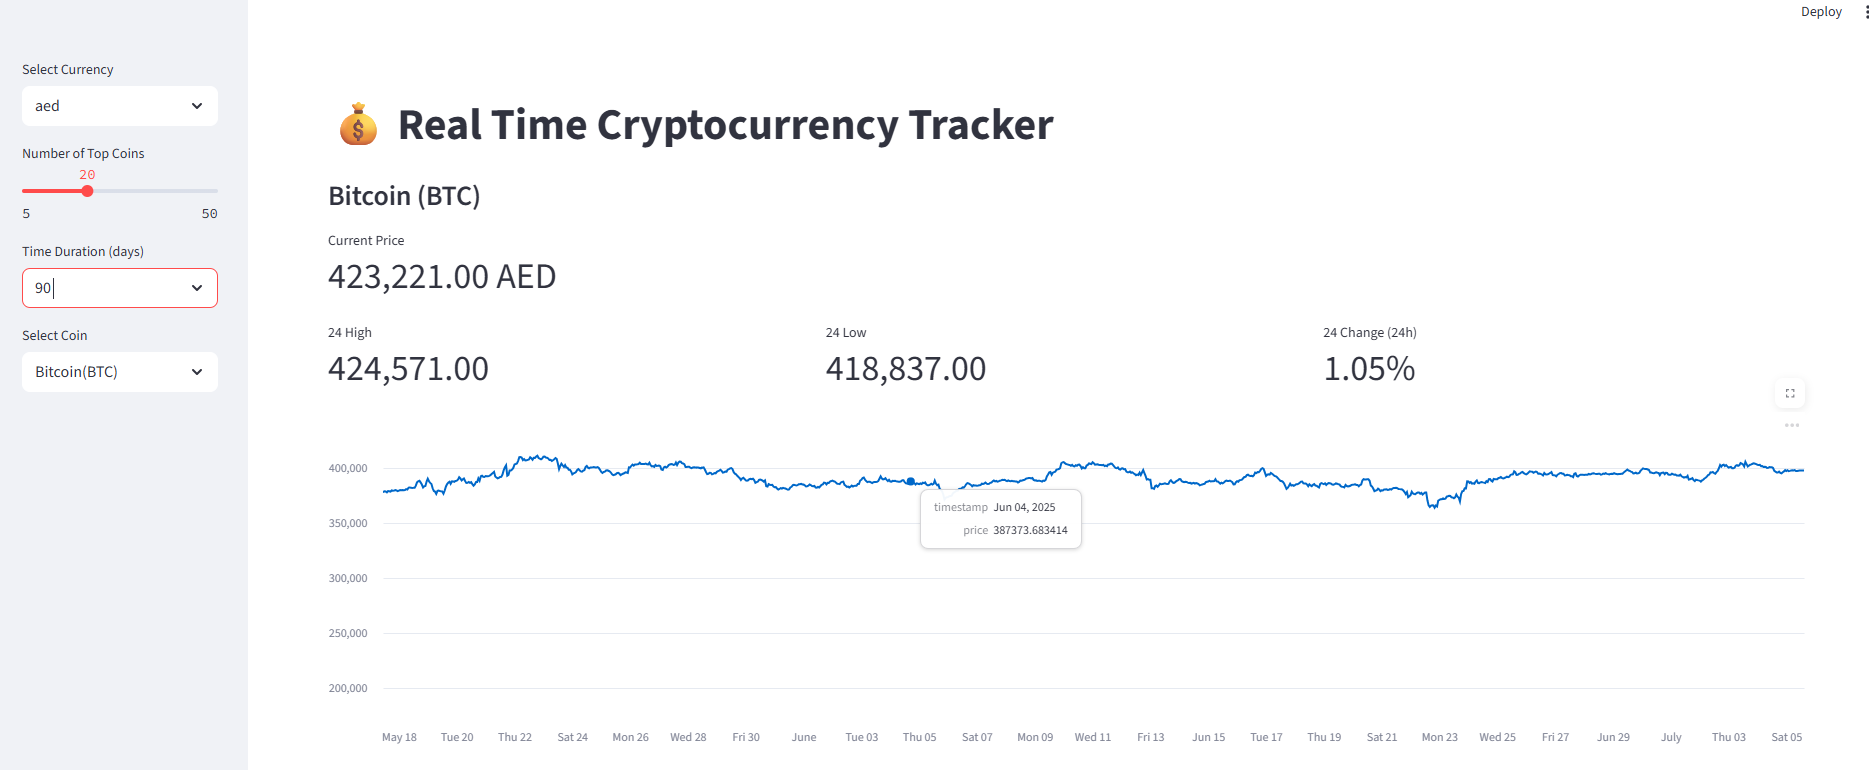 Deploy
Select Currency
aed
Number of Top Coins
20
5 50
Time Duration (days)
90
Select Coin
Bitcoin(BTC)
Real Time Cryptocurrency Tracker
Bitcoin (BTC)
Current Price
423,221.00 AED
24 High
424,571.00
24 Low
418,837.00
24 Change (24h)
1.05%
400,000
350,000
300,000
250,000
200,000
timestamp Jun 04, 2025
price 387373.683414
May 18 Tue 20 Thu 22 Sat 24 Mon 26 Wed 28 Fri 30 June Tue 03 Thu 05 Sat 07 Mon 09 Wed 11 Fri 13 Jun 15 Tue 17 Thu 19 Sat 21 Mon 23 Wed 25 Fri 27 Jun 29 July Thu 03 Sat 05